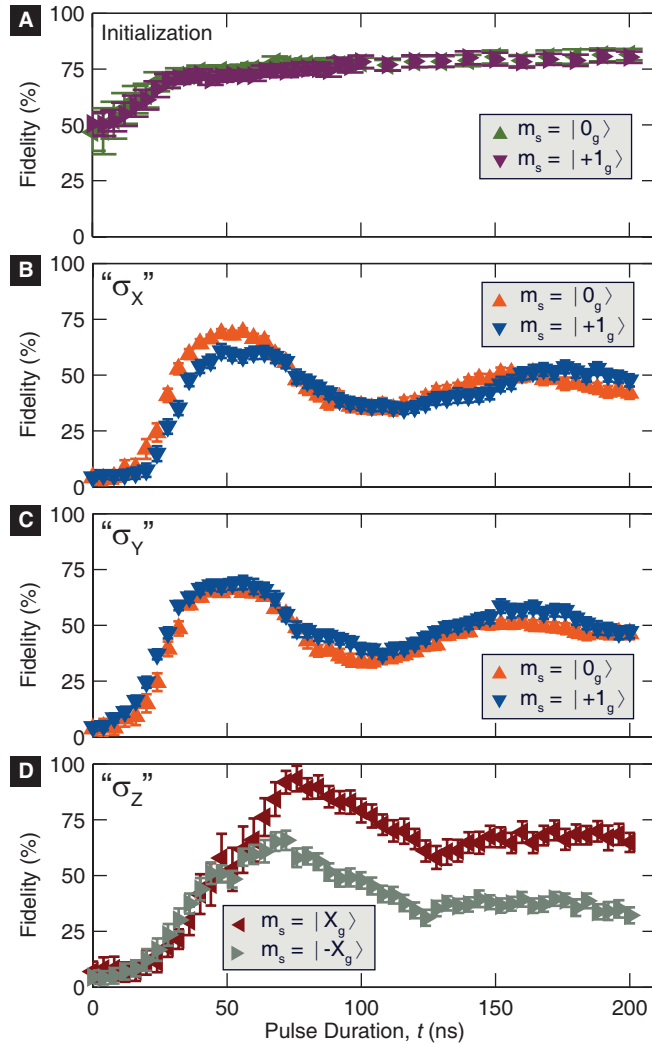 A
Initialization
100
75
50
25
0
Fidelity (%)
m_s = | 0_g ⟩
m_s = | +1_g ⟩
B
“σ_X”
100
75
50
25
0
Fidelity (%)
m_s = | 0_g ⟩
m_s = | +1_g ⟩
C
“σ_Y”
100
75
50
25
0
Fidelity (%)
m_s = | 0_g ⟩
m_s = | +1_g ⟩
D
“σ_Z”
100
75
50
25
0
Fidelity (%)
m_s = | X_g ⟩
m_s = | -X_g ⟩
0 50 100 150 200
Pulse Duration, t (ns)